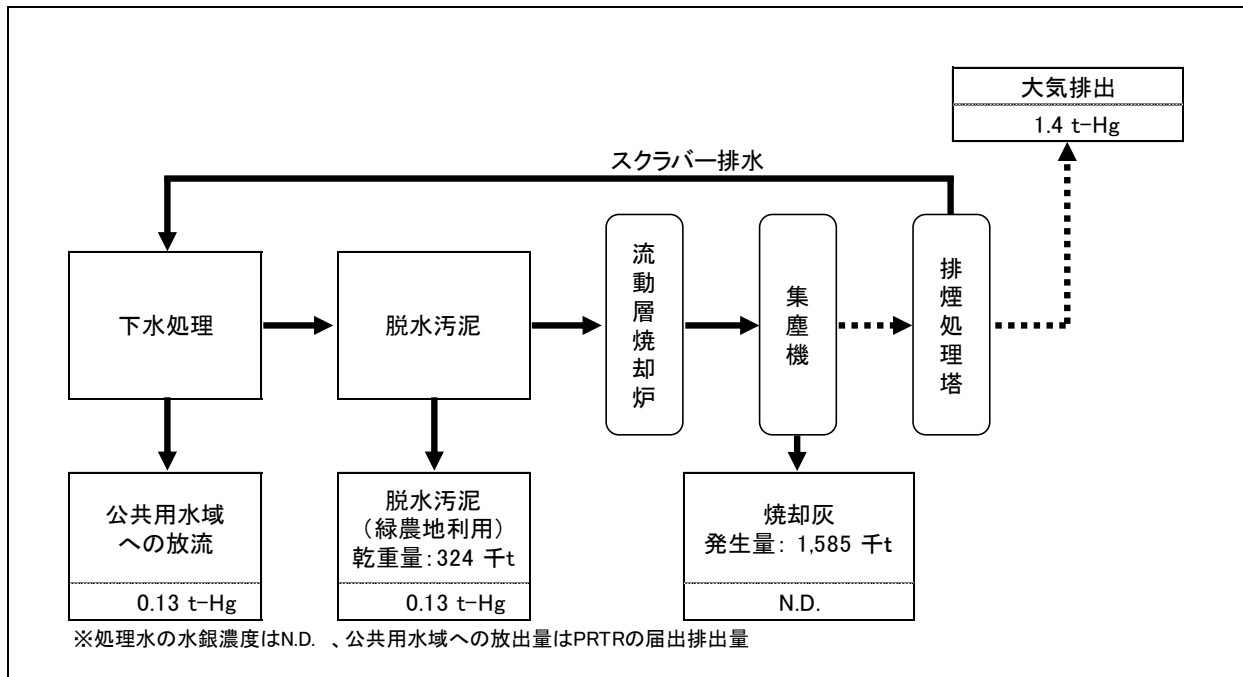 大気排出
1.4 t-Hg
スクラバー排水
下水処理
脱水汚泥
流動層焼却炉
集塵機
排煙処理塔
公共用水域
への放流
0.13 t-Hg
脱水汚泥
（緑農地利用）
乾重量：324 千t
0.13 t-Hg
焼却灰
発生量： 1,585 千t
N.D.
※処理水の水銀濃度はN.D. 、公共用水域への放出量はPRTRの届出排出量